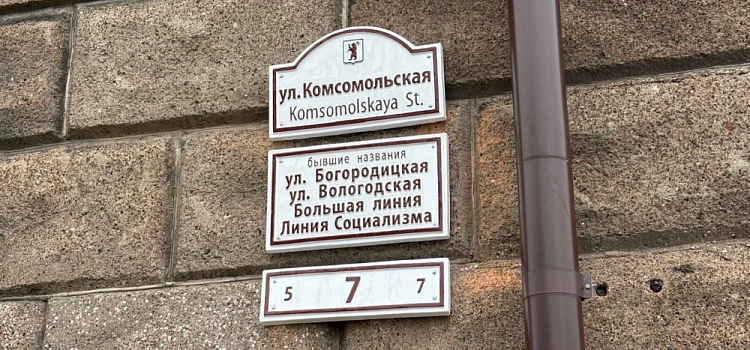 ул. Комсомольская
Komsomolskaya St.
бывшие названия
ул. Богородицкая
ул. Вологодская
Большая линия
Линия Социализма
5 7 7